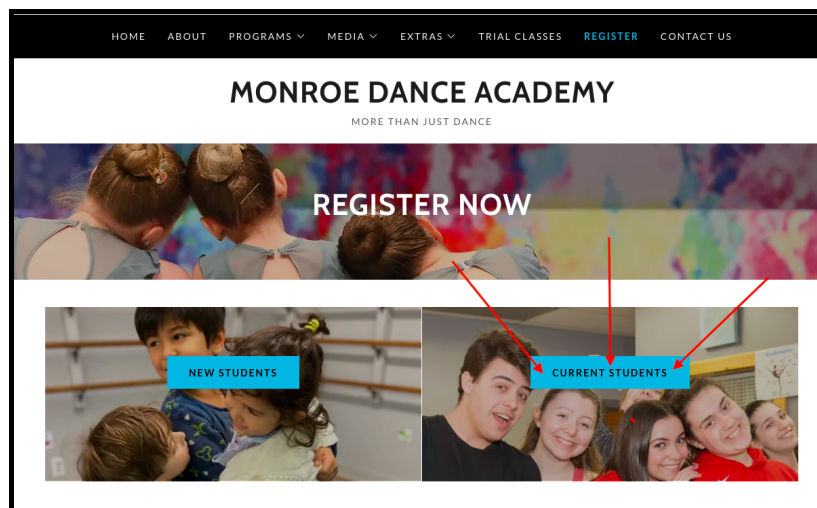 HOME ABOUT PROGRAMS MEDIA EXTRAS TRIAL CLASSES REGISTER CONTACT US
MONROE DANCE ACADEMY
MORE THAN JUST DANCE
REGISTER NOW
NEW STUDENTS CURRENT STUDENTS